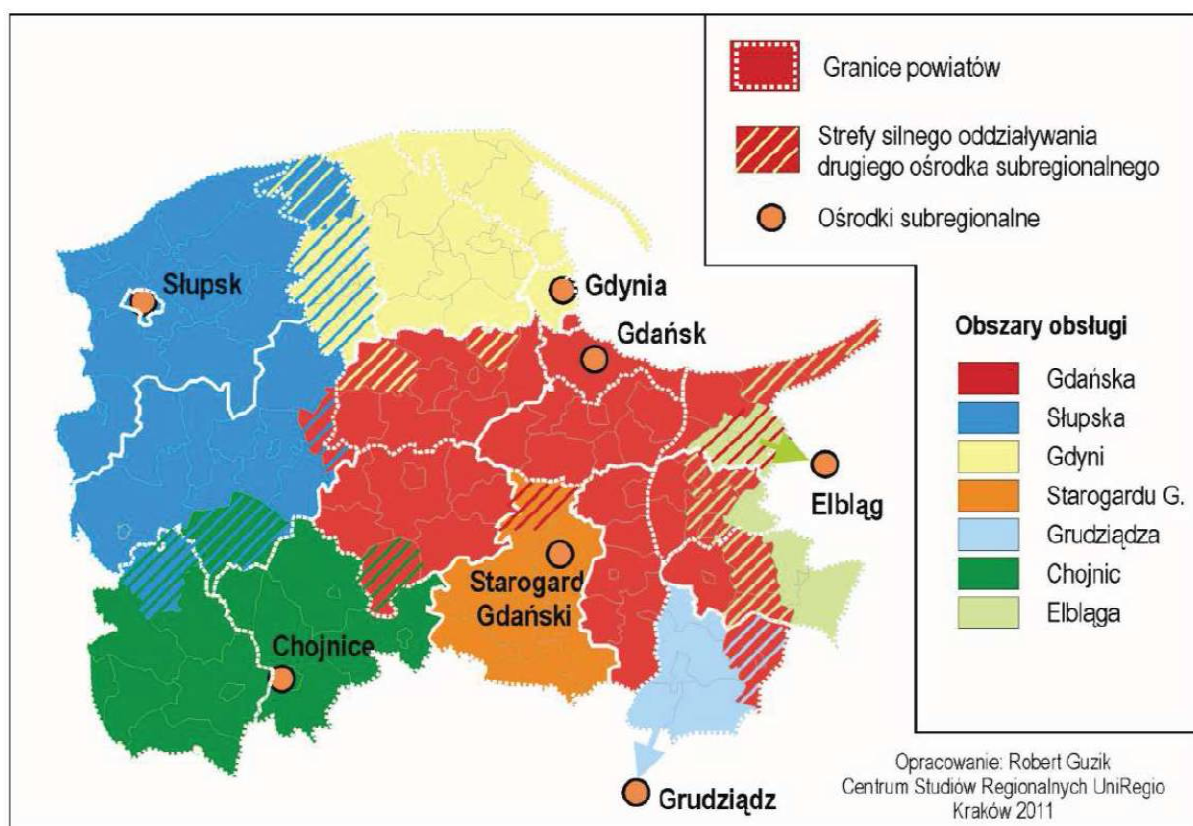 Granice powiatów
Strefy silnego oddziaływania
drugiego ośrodka subregionalnego
Ośrodki subregionalne
Słupsk
Gdynia
Gdańsk
Elbląg
Starogard
Gdański
Chojnice
Grudziądz
Obszary obsługi
Gdańska
Słupska
Gdyni
Starogardu G.
Grudziądza
Chojnic
Elbląga
Opracowanie: Robert Guzik
Centrum Studiów Regionalnych UniRegio
Kraków 2011